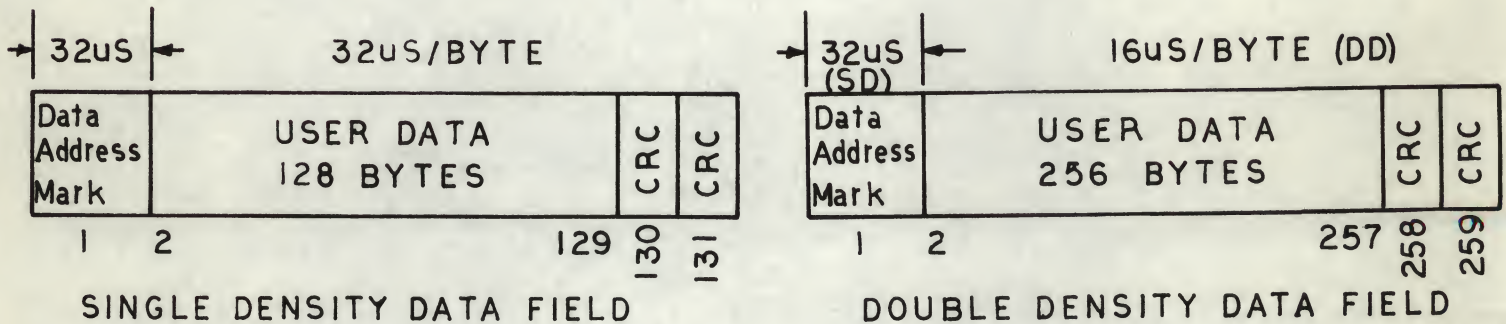 32uS 32uS/BYTE
Data Address Mark
USER DATA
128 BYTES
CRC CRC
1 2 129 130 131
SINGLE DENSITY DATA FIELD
32uS (SD) 16uS/BYTE (DD)
Data Address Mark
USER DATA
256 BYTES
CRC CRC
1 2 257 258 259
DOUBLE DENSITY DATA FIELD